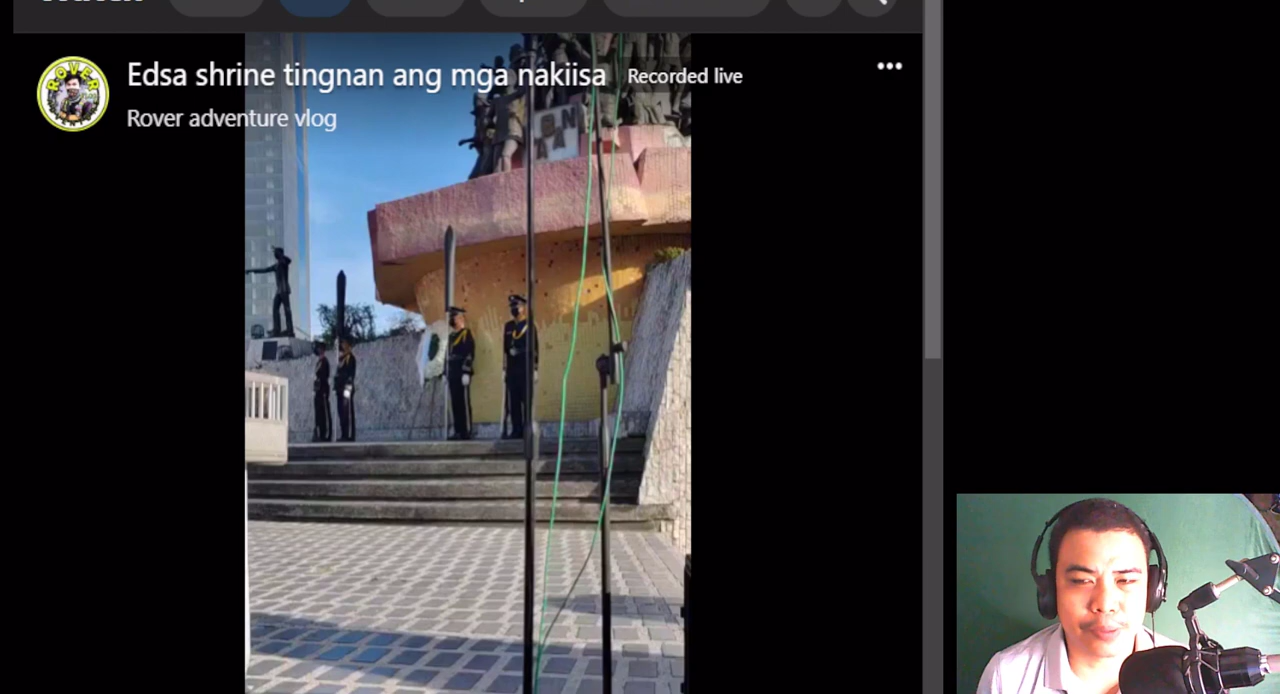 Edsa shrine tingnan ang mga nakiisa Recorded live
Rover adventure vlog
ROVER